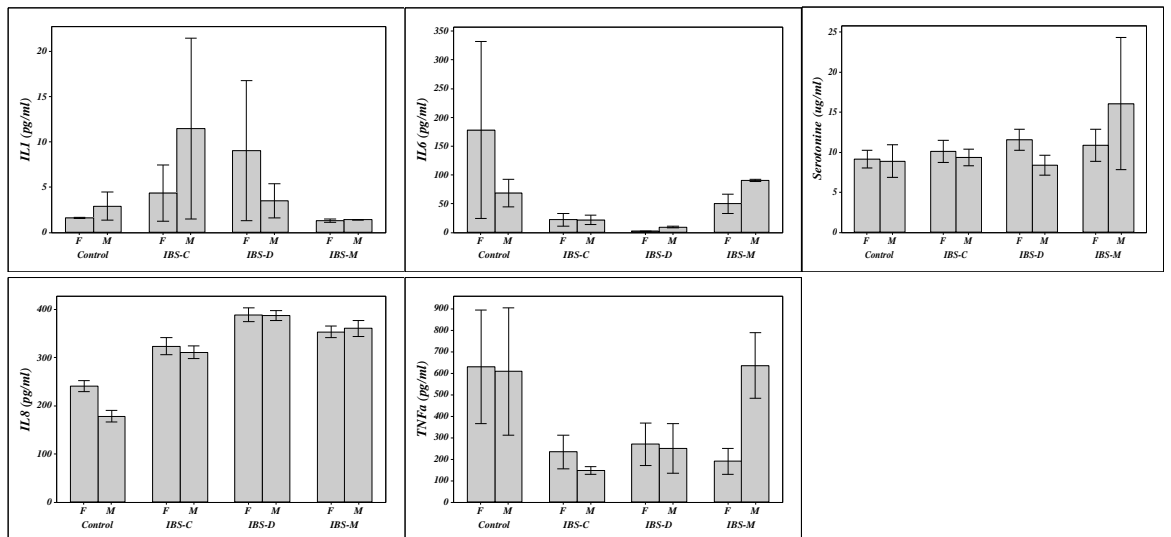 IL1 (pg/ml)
20
15
10
5
0
F M F M F M F M
Control IBS-C IBS-D IBS-M
IL6 (pg/ml)
350
300
250
200
150
100
50
0
F M F M F M F M
Control IBS-C IBS-D IBS-M
Serotonine (ug/ml)
25
20
15
10
5
0
F M F M F M F M
Control IBS-C IBS-D IBS-M
IL8 (pg/ml)
400
300
200
100
0
F M F M F M F M
Control IBS-C IBS-D IBS-M
TNFa (pg/ml)
900
800
700
600
500
400
300
200
100
0
F M F M F M F M
Control IBS-C IBS-D IBS-M